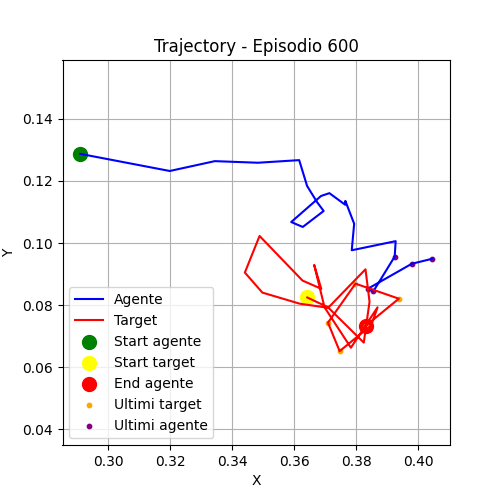 Trajectory - Episodio 600
0.14
0.12
0.10
0.08
0.06
0.04
Y
Agente
Target
Start agente
Start target
End agente
Ultimi target
Ultimi agente
0.30
0.32
0.34
0.36
0.38
0.40
X